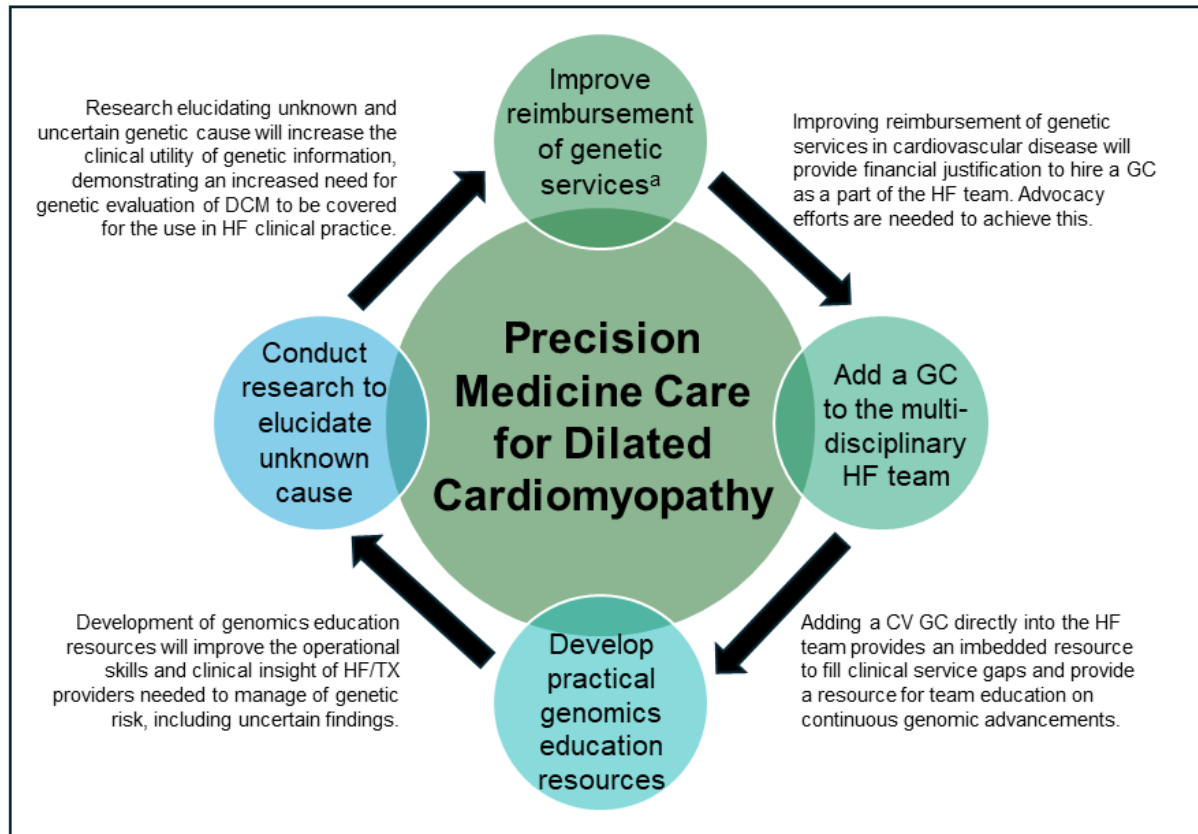 Improve
reimbursement
of genetic
servicesᵃ
Research elucidating unknown and
uncertain genetic cause will increase the
clinical utility of genetic information,
demonstrating an increased need for
genetic evaluation of DCM to be covered
for the use in HF clinical practice.
Improving reimbursement of genetic
services in cardiovascular disease will
provide financial justification to hire a GC
as a part of the HF team. Advocacy
efforts are needed to achieve this.
Conduct
research to
elucidate
unknown
cause
Precision
Medicine Care
for Dilated
Cardiomyopathy
Add a GC
to the multi-
disciplinary
HF team
Development of genomics education
resources will improve the operational
skills and clinical insight of HF/TX
providers needed to manage of genetic
risk, including uncertain findings.
Develop
practical
genomics
education
resources
Adding a CV GC directly into the HF
team provides an imbedded resource
to fill clinical service gaps and provide
a resource for team education on
continuous genomic advancements.